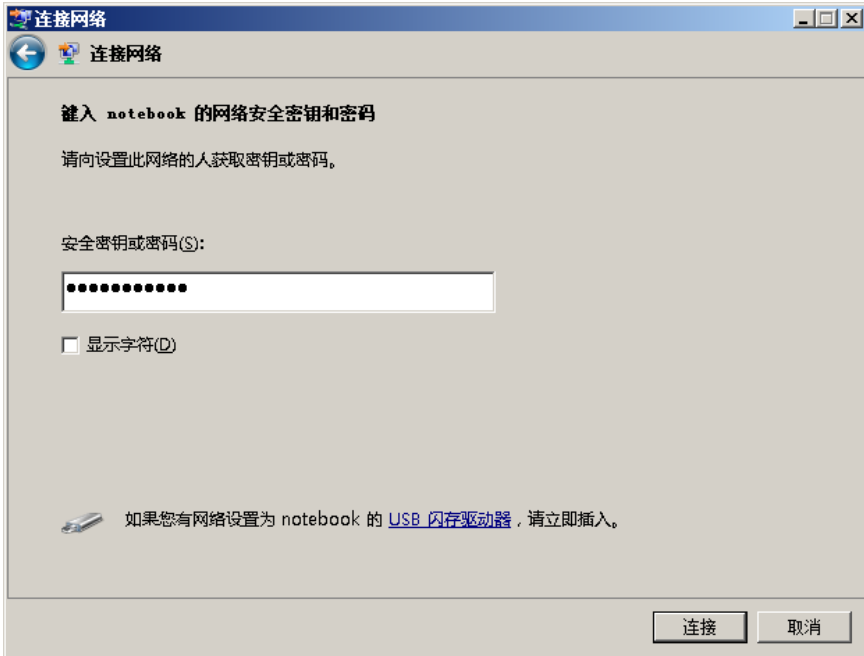 连接网络
连接网络
键入 notebook 的网络安全密钥和密码
请向设置此网络的人获取密钥或密码。
安全密钥或密码(S):
●●●●●●●●●●●
显示字符(D)
如果您有网络设置为 notebook 的 USB 闪存驱动器，请立即插入。
连接
取消